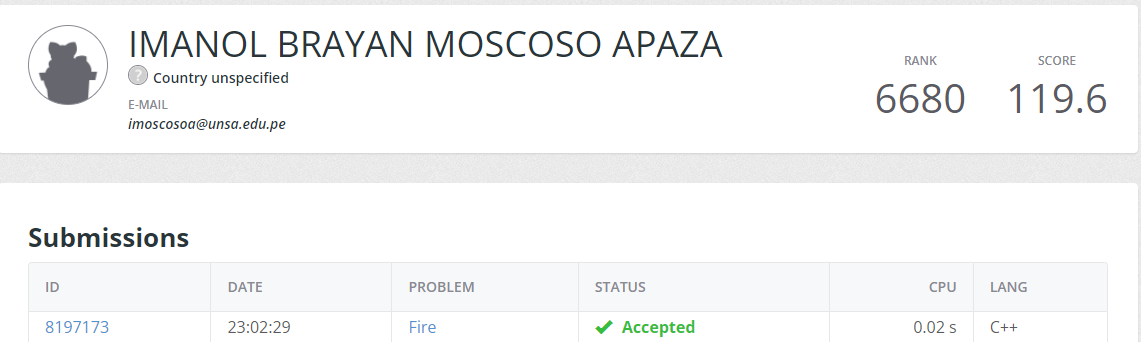 IMANOL BRAYAN MOSCOSO APAZA
? Country unspecified
E-MAIL
imoscosoa@unsa.edu.pe
RANK SCORE
6680 119.6
Submissions
ID DATE PROBLEM STATUS CPU LANG
8197173 23:02:29 Fire Accepted 0.02 s C++